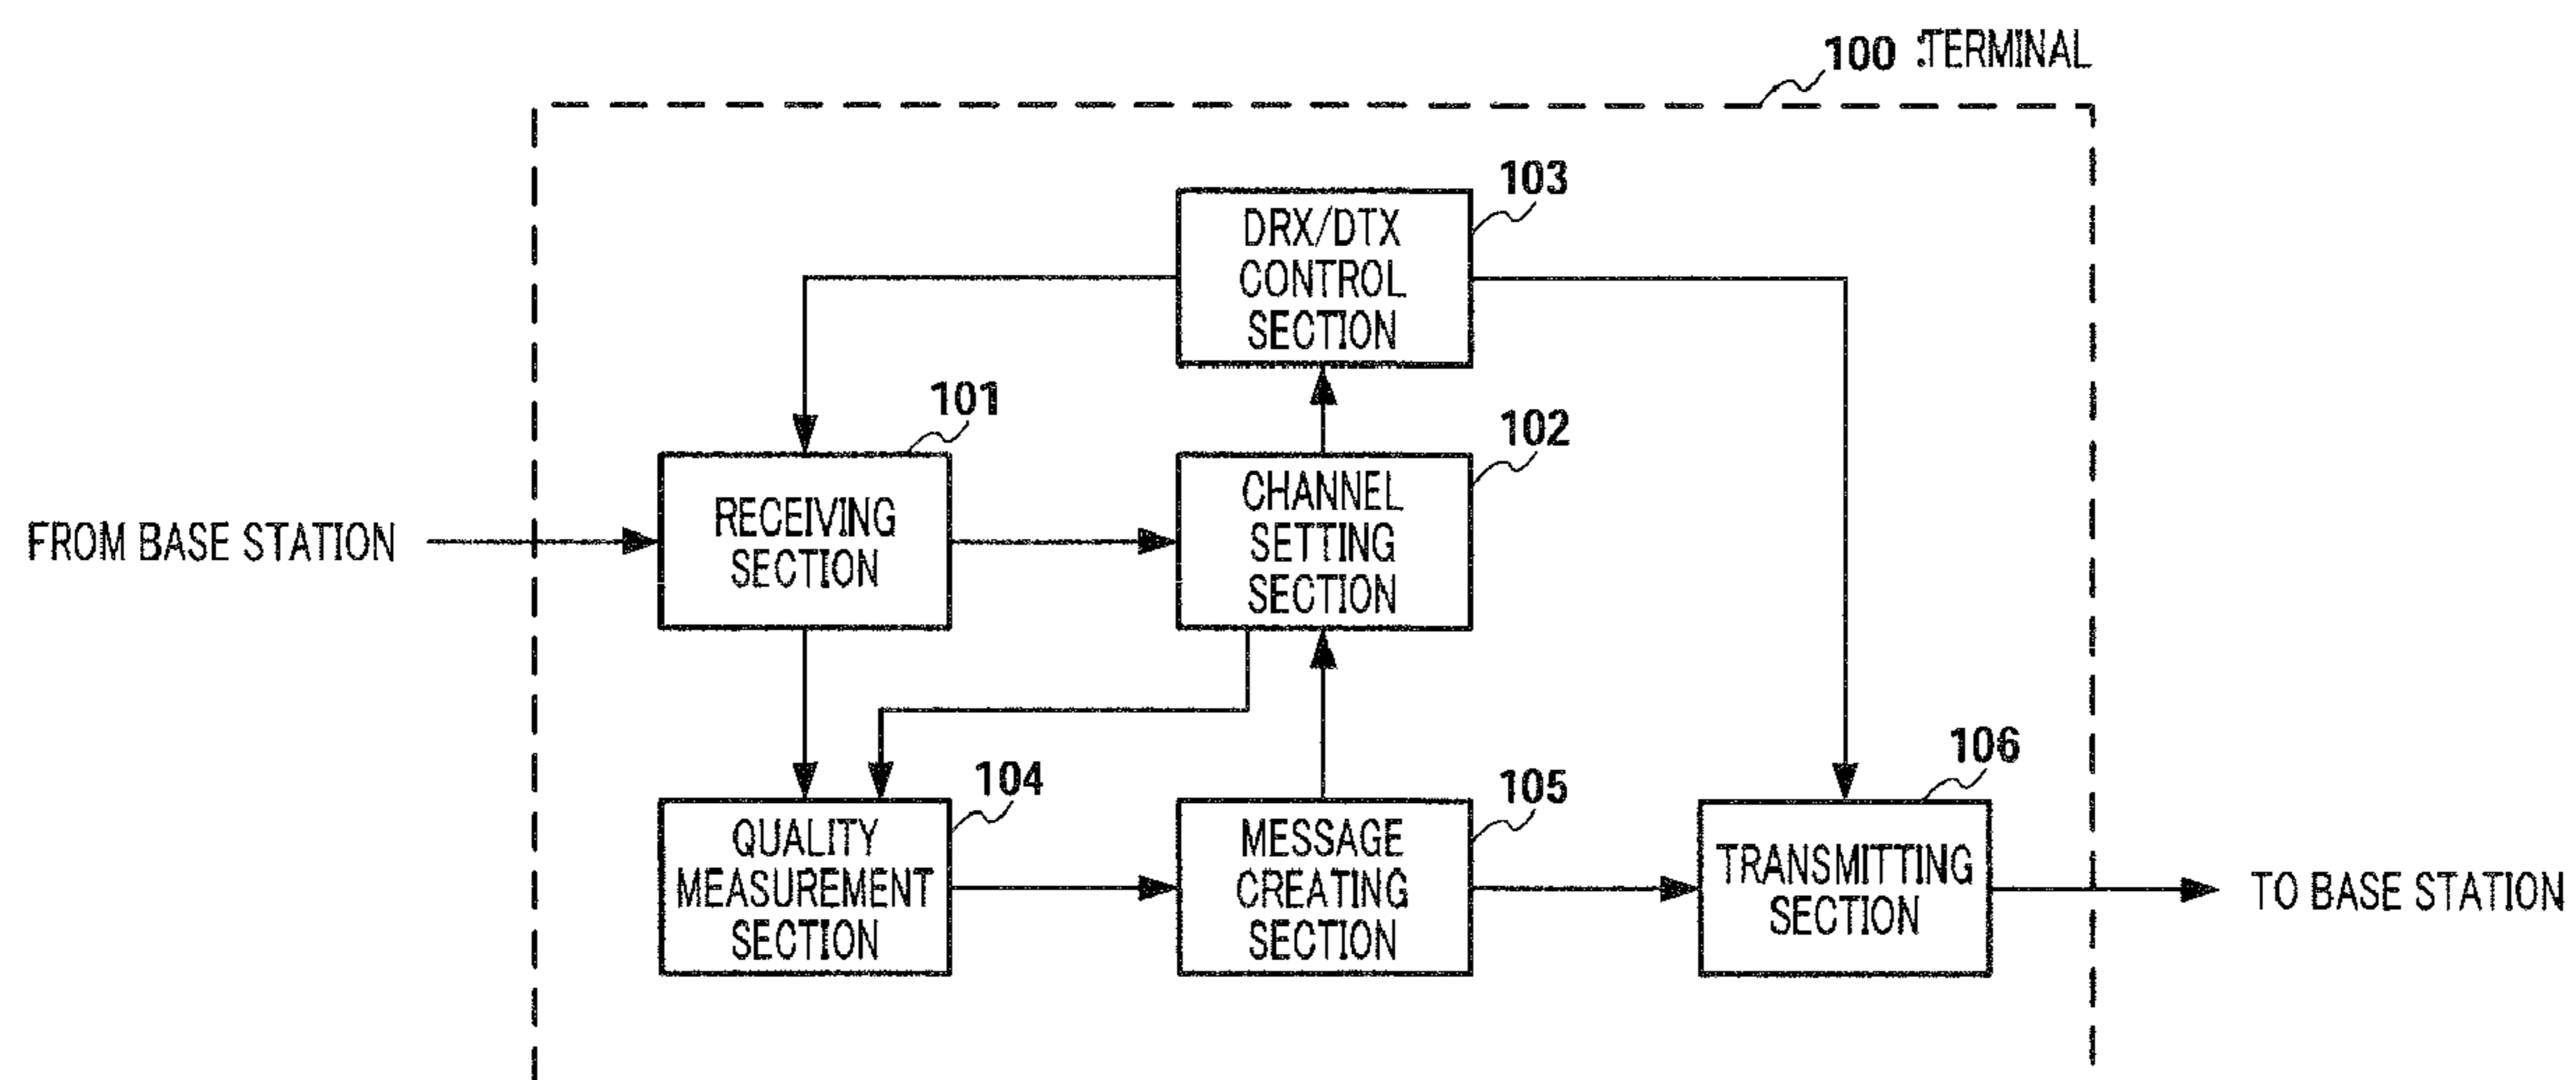 100 :TERMINAL
103
DRX/DTX
CONTROL
SECTION
101
102
RECEIVING
SECTION
CHANNEL
SETTING
SECTION
FROM BASE STATION
104
105
106
QUALITY
MEASUREMENT
SECTION
MESSAGE
CREATING
SECTION
TRANSMITTING
SECTION
TO BASE STATION